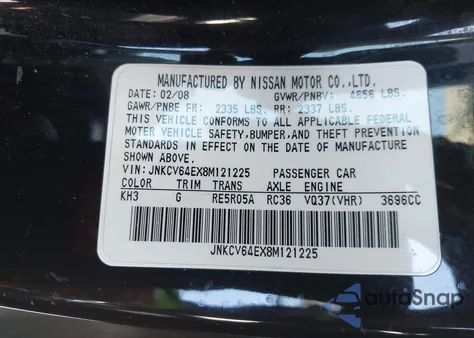 MANUFACTURED BY NISSAN MOTOR CO.,LTD.
DATE: 02/08 GVWR/PNBV: 4859 LBS.
GAWR/PNBE FR: 2335 LBS. RR: 2337 LBS.
THIS VEHICLE CONFORMS TO ALL APPLICABLE FEDERAL
MOTOR VEHICLE SAFETY,BUMPER,AND THEFT PREVENTION
STANDARDS IN EFFECT ON THE DATE OF MANUFACTURE
SHOWN ABOVE.
VIN: JNKCV64EX8M121225 PASSENGER CAR
COLOR TRIM TRANS AXLE ENGINE
KH3 G RE5R05A RC36 VQ37(VHR) 3696CC
JNKCV64EX8M121225
autoSnap